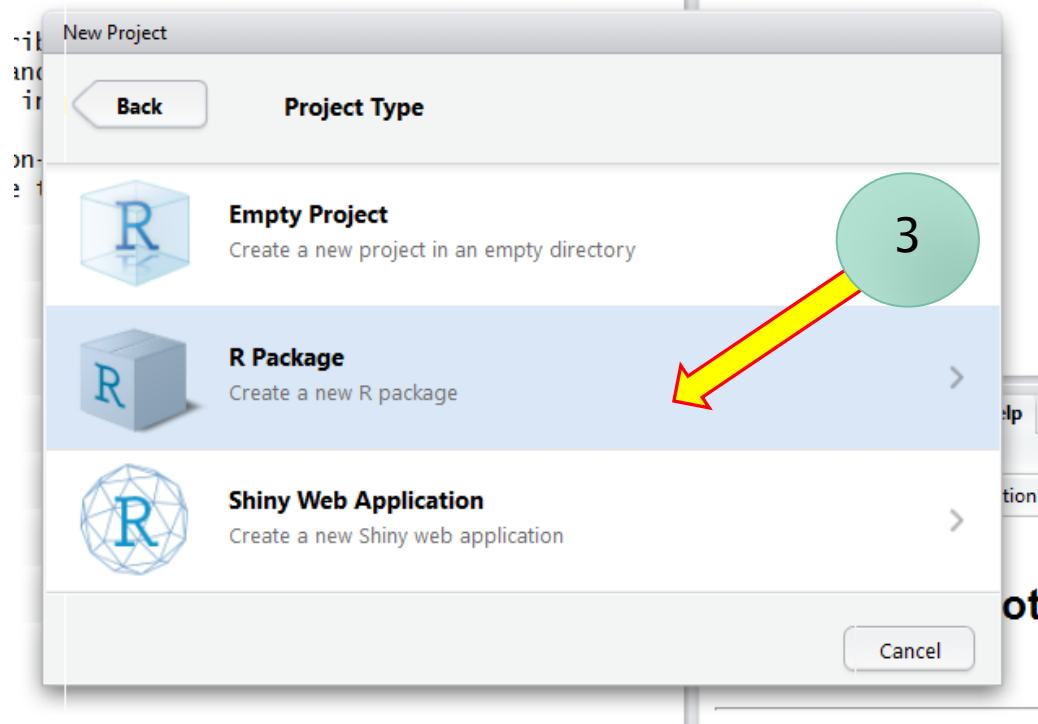 New Project
Back
Project Type
Empty Project
Create a new project in an empty directory
3
R Package
Create a new R package
Shiny Web Application
Create a new Shiny web application
Cancel
R
R
R